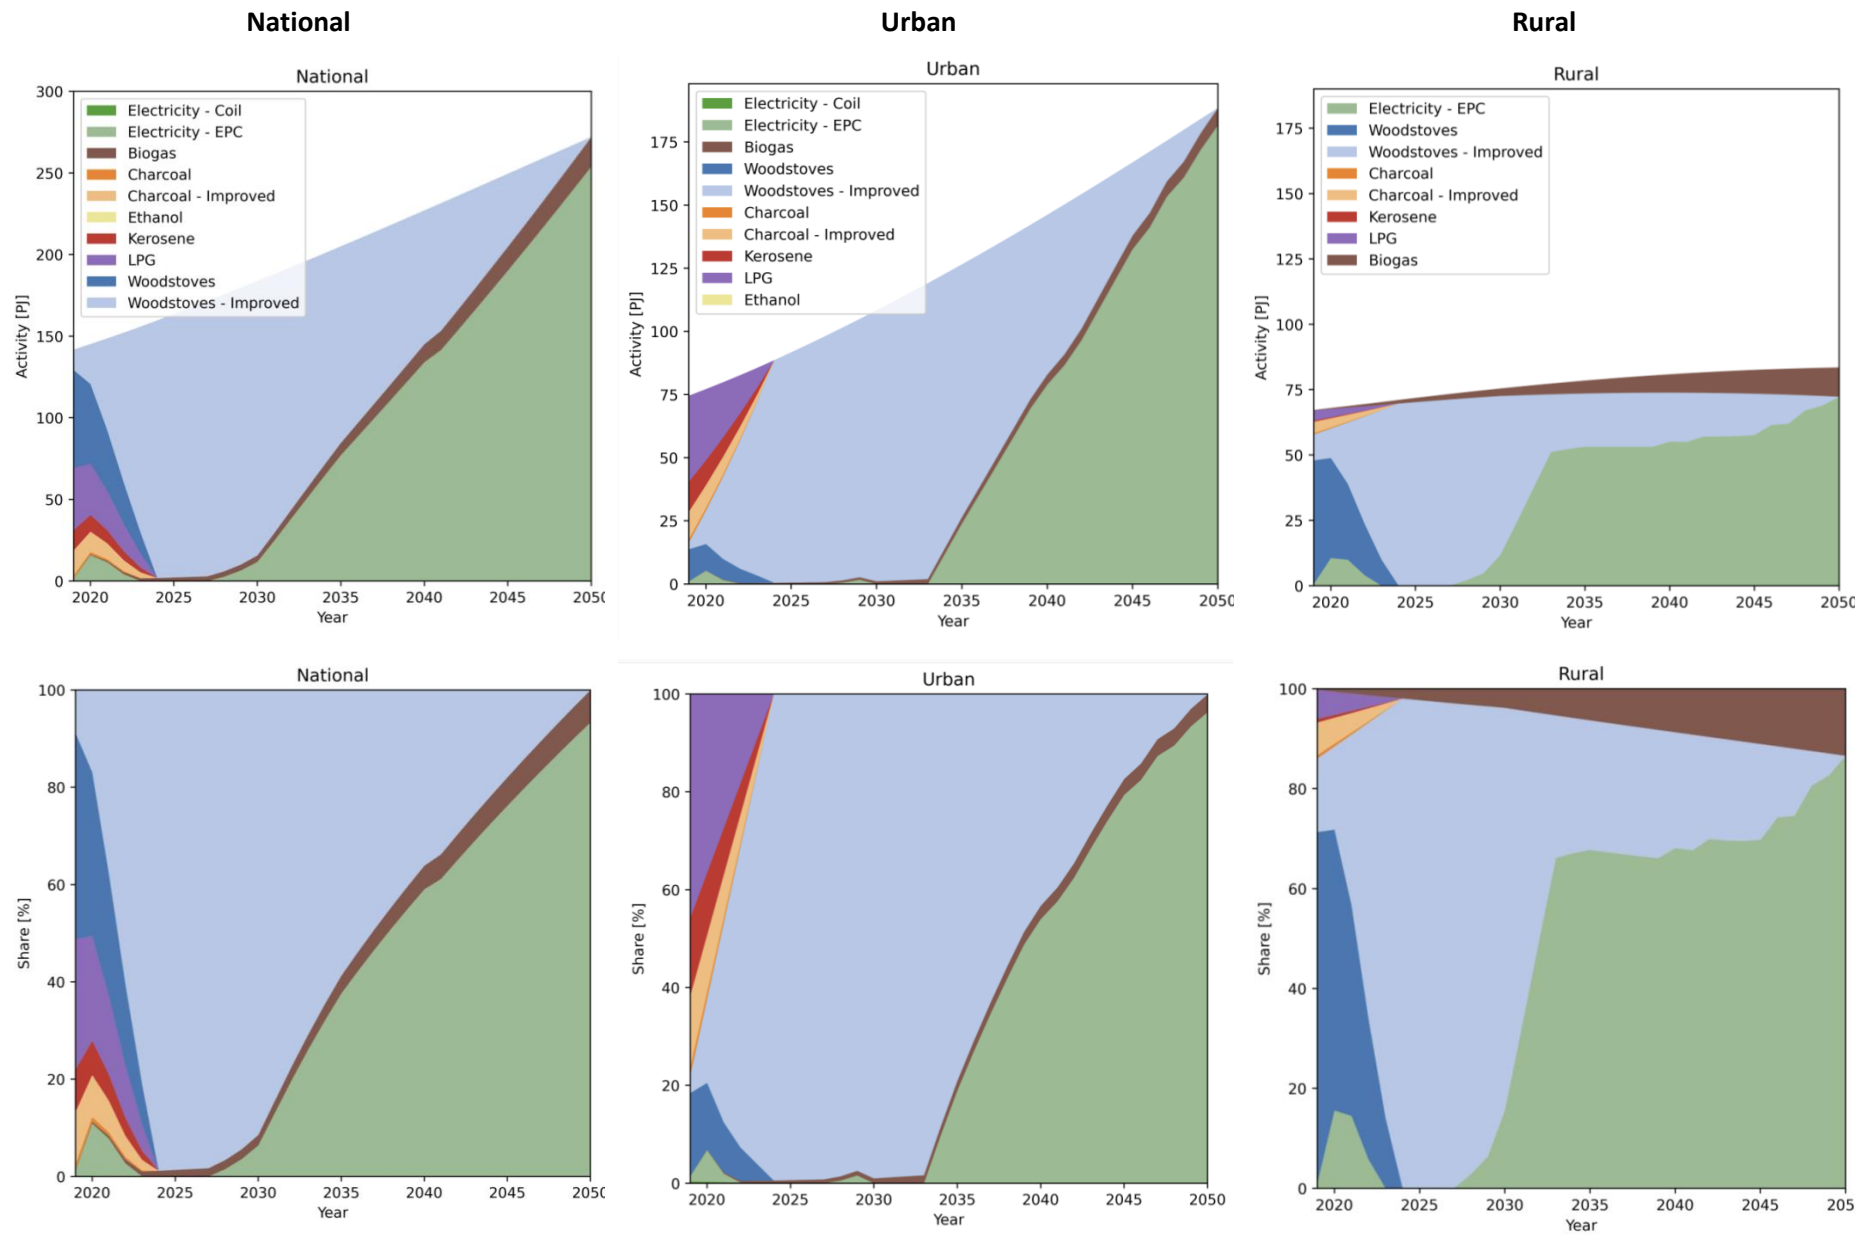 National
Urban
Rural
National
Electricity - Coil
Electricity - EPC
Biogas
Charcoal
Charcoal - Improved
Ethanol
Kerosene
LPG
Woodstoves
Woodstoves - Improved
300
250
200
150
100
50
0
Activity [PJ]
2020 2025 2030 2035 2040 2045 2050
Year
Urban
Electricity - Coil
Electricity - EPC
Biogas
Woodstoves
Woodstoves - Improved
Charcoal
Charcoal - Improved
Kerosene
LPG
Ethanol
175
150
125
100
75
50
25
0
Activity [PJ]
2020 2025 2030 2035 2040 2045 2050
Year
Rural
Electricity - EPC
Woodstoves
Woodstoves - Improved
Charcoal
Charcoal - Improved
Kerosene
LPG
Biogas
175
150
125
100
75
50
25
0
Activity [PJ]
2020 2025 2030 2035 2040 2045 2050
Year
National
100
80
60
40
20
0
Share [%]
2020 2025 2030 2035 2040 2045 2050
Year
Urban
100
80
60
40
20
0
Share [%]
2020 2025 2030 2035 2040 2045 2050
Year
Rural
100
80
60
40
20
0
Share [%]
2020 2025 2030 2035 2040 2045 205
Year